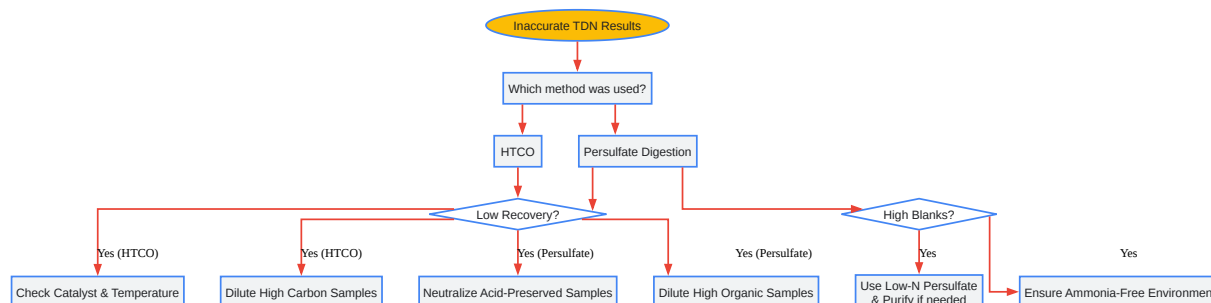 Inaccurate TDN Results
Which method was used?
HTCO
Persulfate Digestion
Low Recovery?
High Blanks?
Yes (HTCO)
Yes (HTCO)
Yes (Persulfate)
Yes (Persulfate)
Yes
Yes
Check Catalyst & Temperature
Dilute High Carbon Samples
Neutralize Acid-Preserved Samples
Dilute High Organic Samples
Use Low-N Persulfate
& Purify if needed
Ensure Ammonia-Free Environment